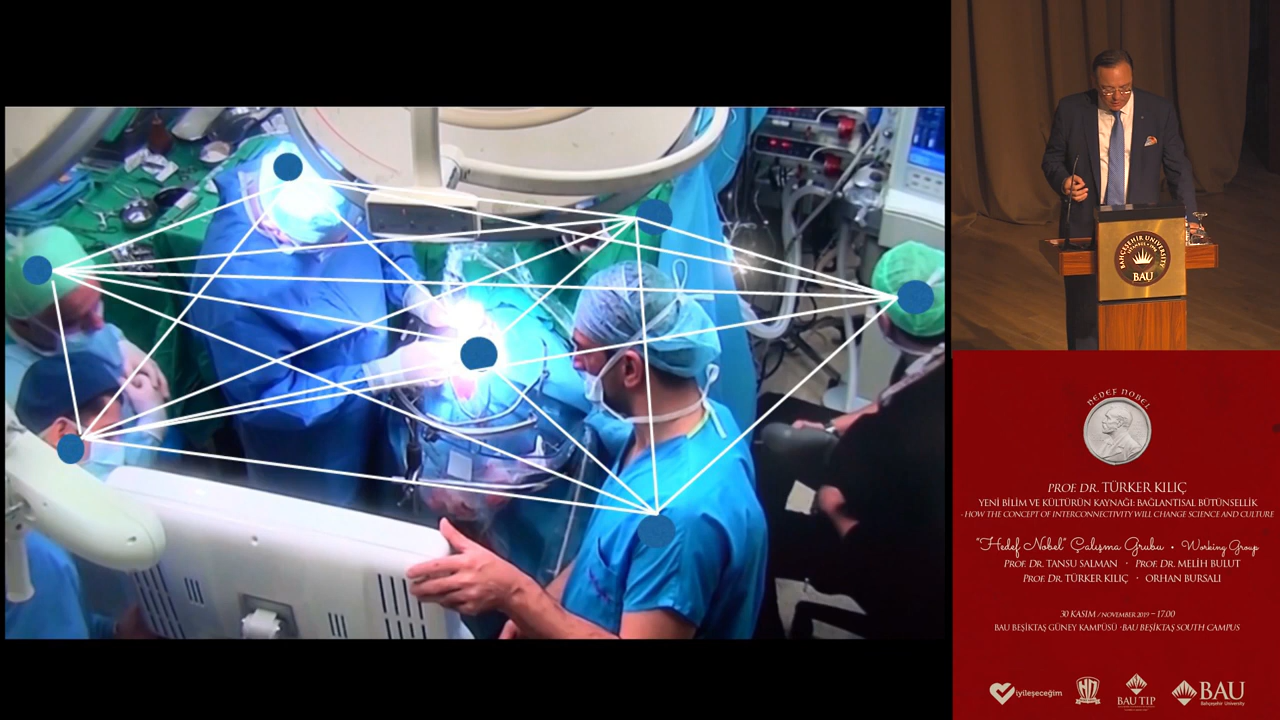 BAHÇEŞEHİR UNIVERSITY
BAU
HEDEF NOBEL
PROF. DR. TÜRKER KILIÇ
YENİ BİLİM VE KÜLTÜRÜN KAYNAĞI: BAĞLANTISAL BÜTÜNSELLİK
- HOW THE CONCEPT OF INTERCONNECTIVITY WILL CHANGE SCIENCE AND CULTURE
"Hedef Nobel" Çalışma Grubu • Working Group
PROF. DR. TANSU SALMAN • PROF. DR. MELİH BULUT
PROF. DR. TÜRKER KILIÇ • ORHAN BURSALI
30 KASIM / NOVEMBER 2019 – 17.00
BAU BEŞİKTAŞ GÜNEY KAMPÜSÜ • BAU BEŞİKTAŞ SOUTH CAMPUS
iyileşeceğim
BAU TIP
BAU
Bahçeşehir University